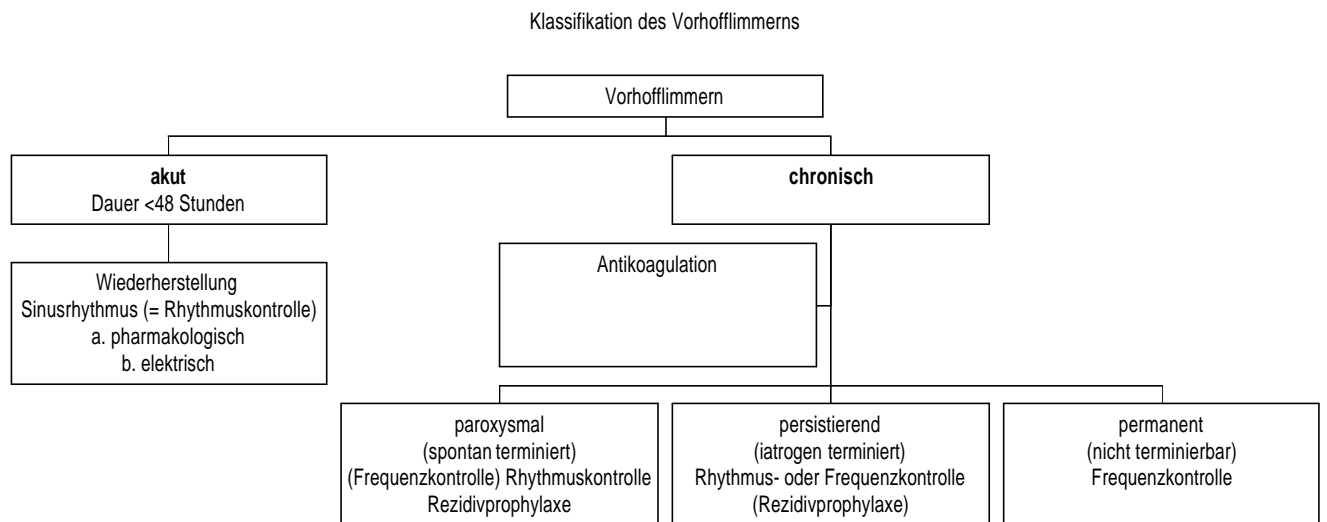 Klassifikation des Vorhofflimmerns
Vorhofflimmern
akut
Dauer <48 Stunden
chronisch
Wiederherstellung
Sinusrhythmus (= Rhythmuskontrolle)
a. pharmakologisch
b. elektrisch
Antikoagulation
paroxysmal
(spontan terminiert)
(Frequenzkontrolle) Rhythmuskontrolle
Rezidivprophylaxe
persistierend
(iatrogen terminiert)
Rhythmus- oder Frequenzkontrolle
(Rezidivprophylaxe)
permanent
(nicht terminierbar)
Frequenzkontrolle